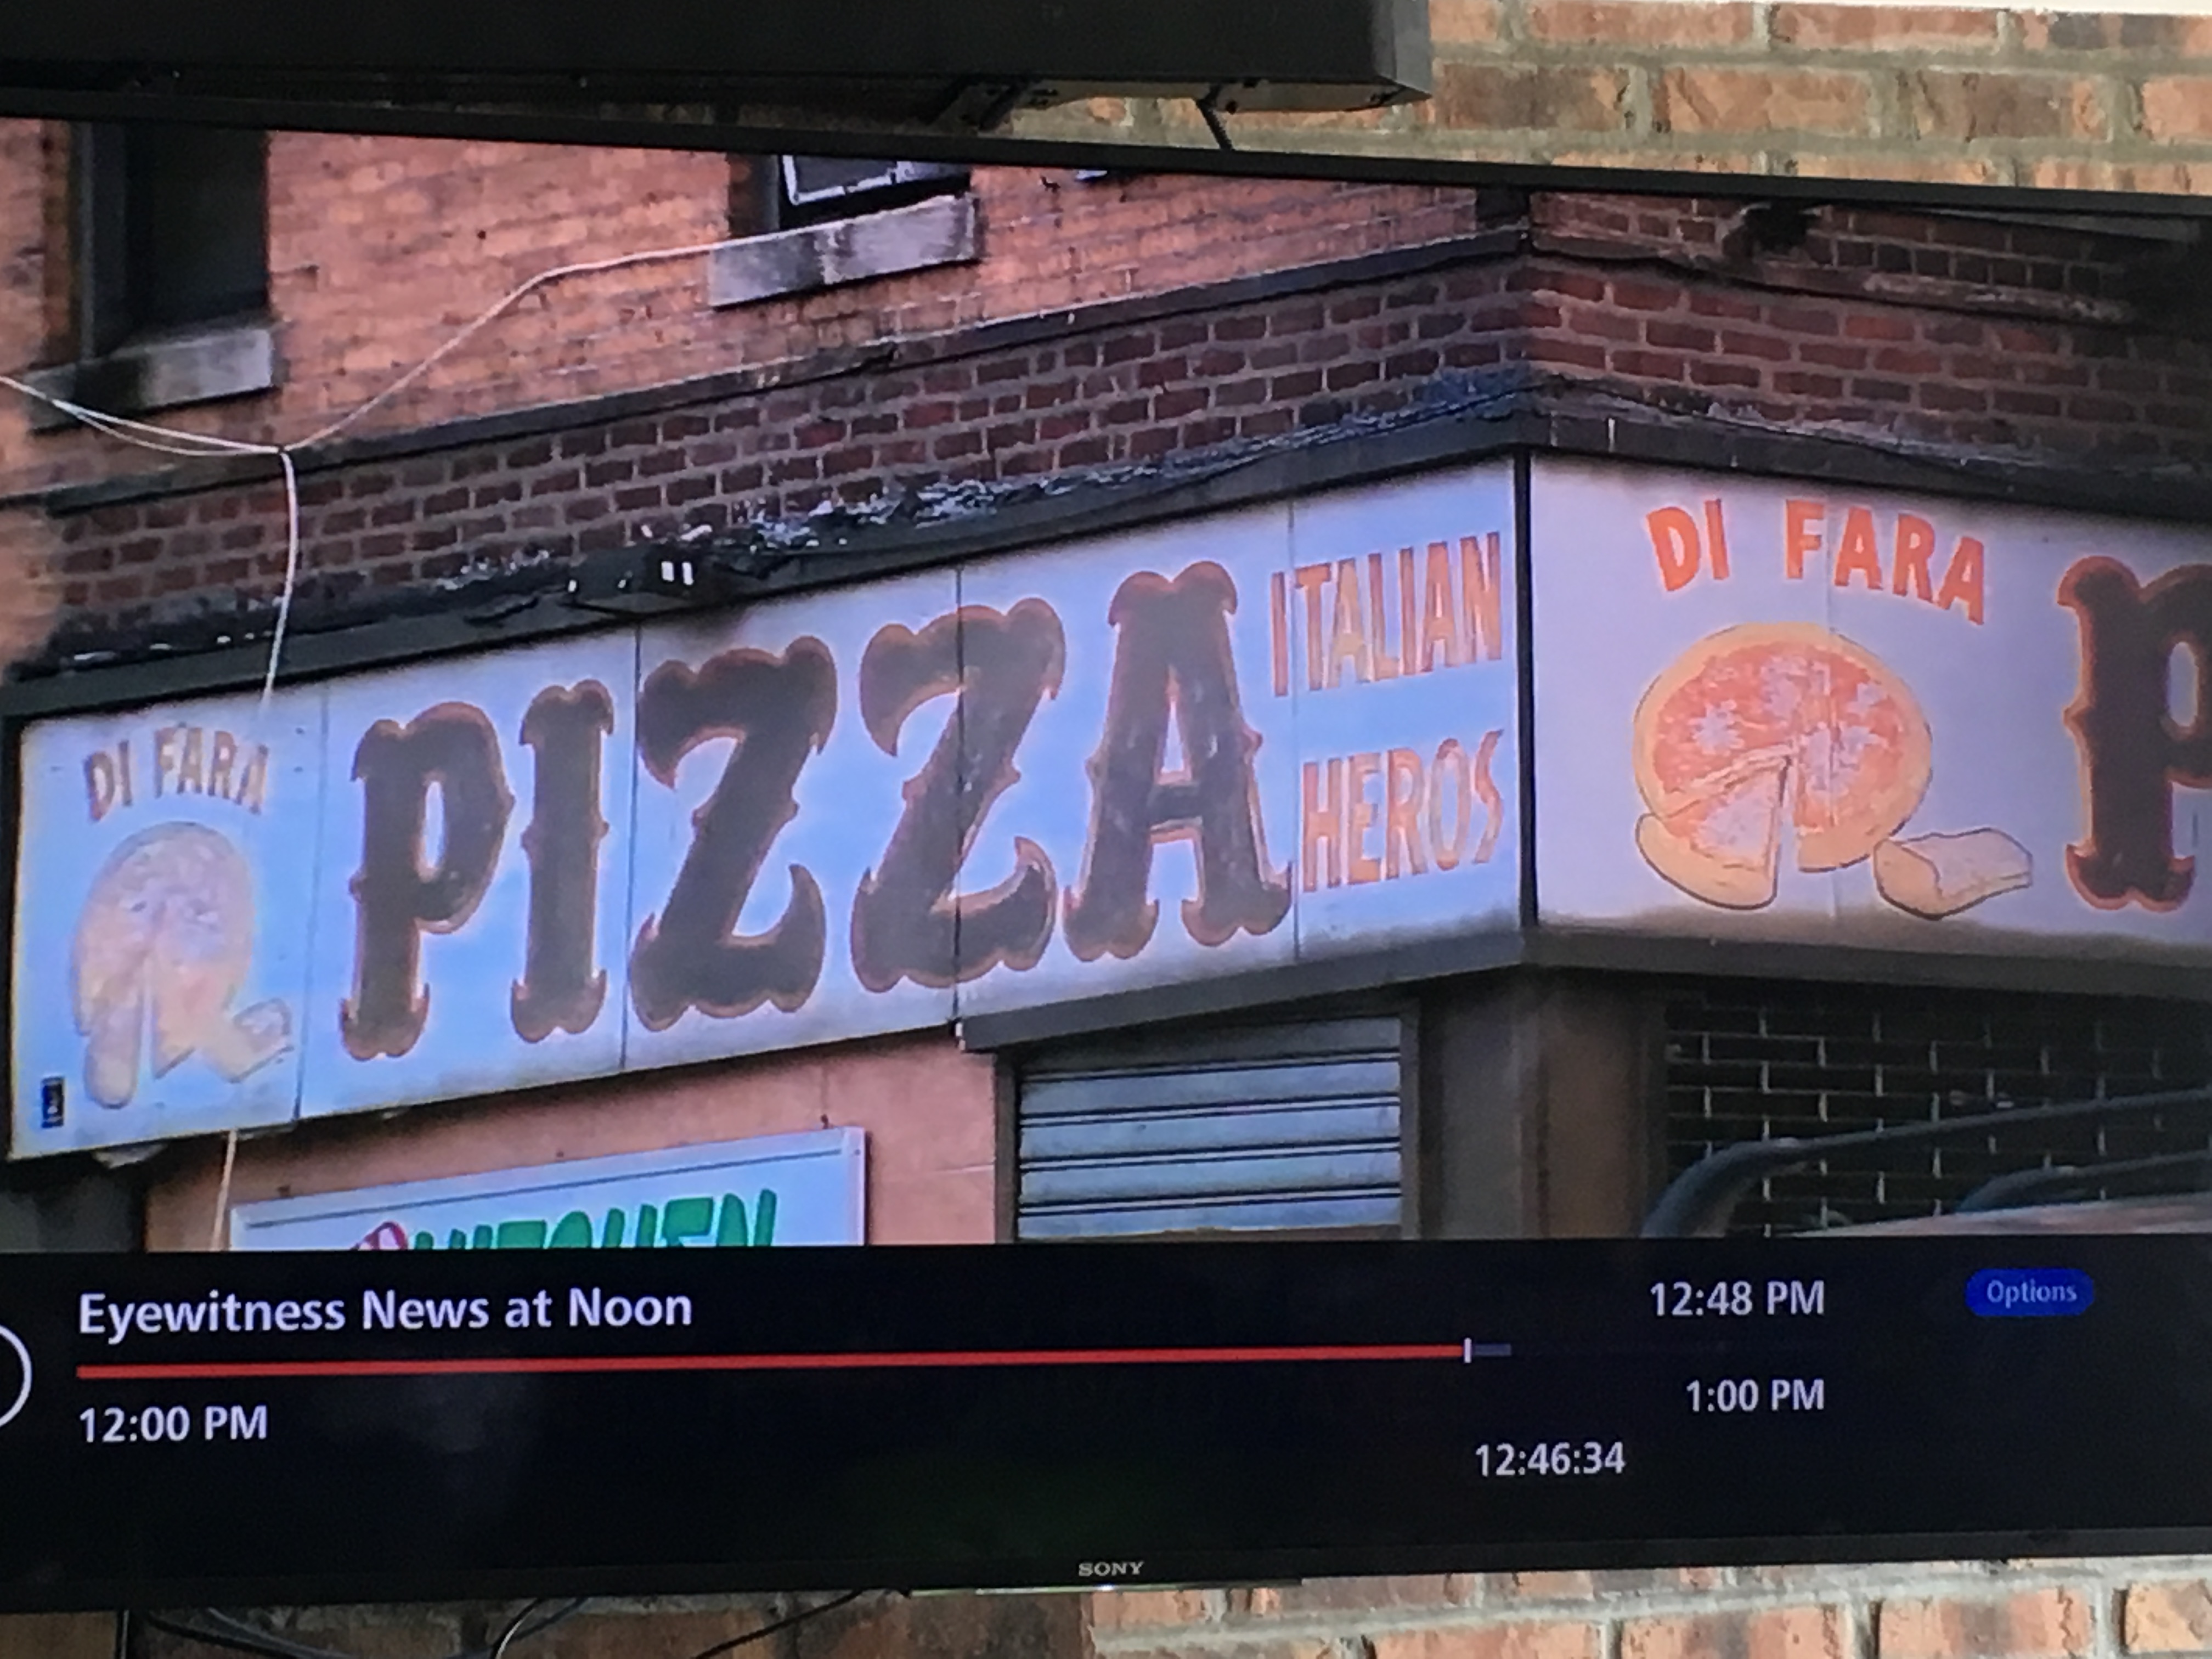 DI FARA
PIZZA
ITALIAN
HEROS
DI FARA
P
KITCHEN
Eyewitness News at Noon
12:48 PM
Options
12:00 PM
1:00 PM
12:46:34
SONY